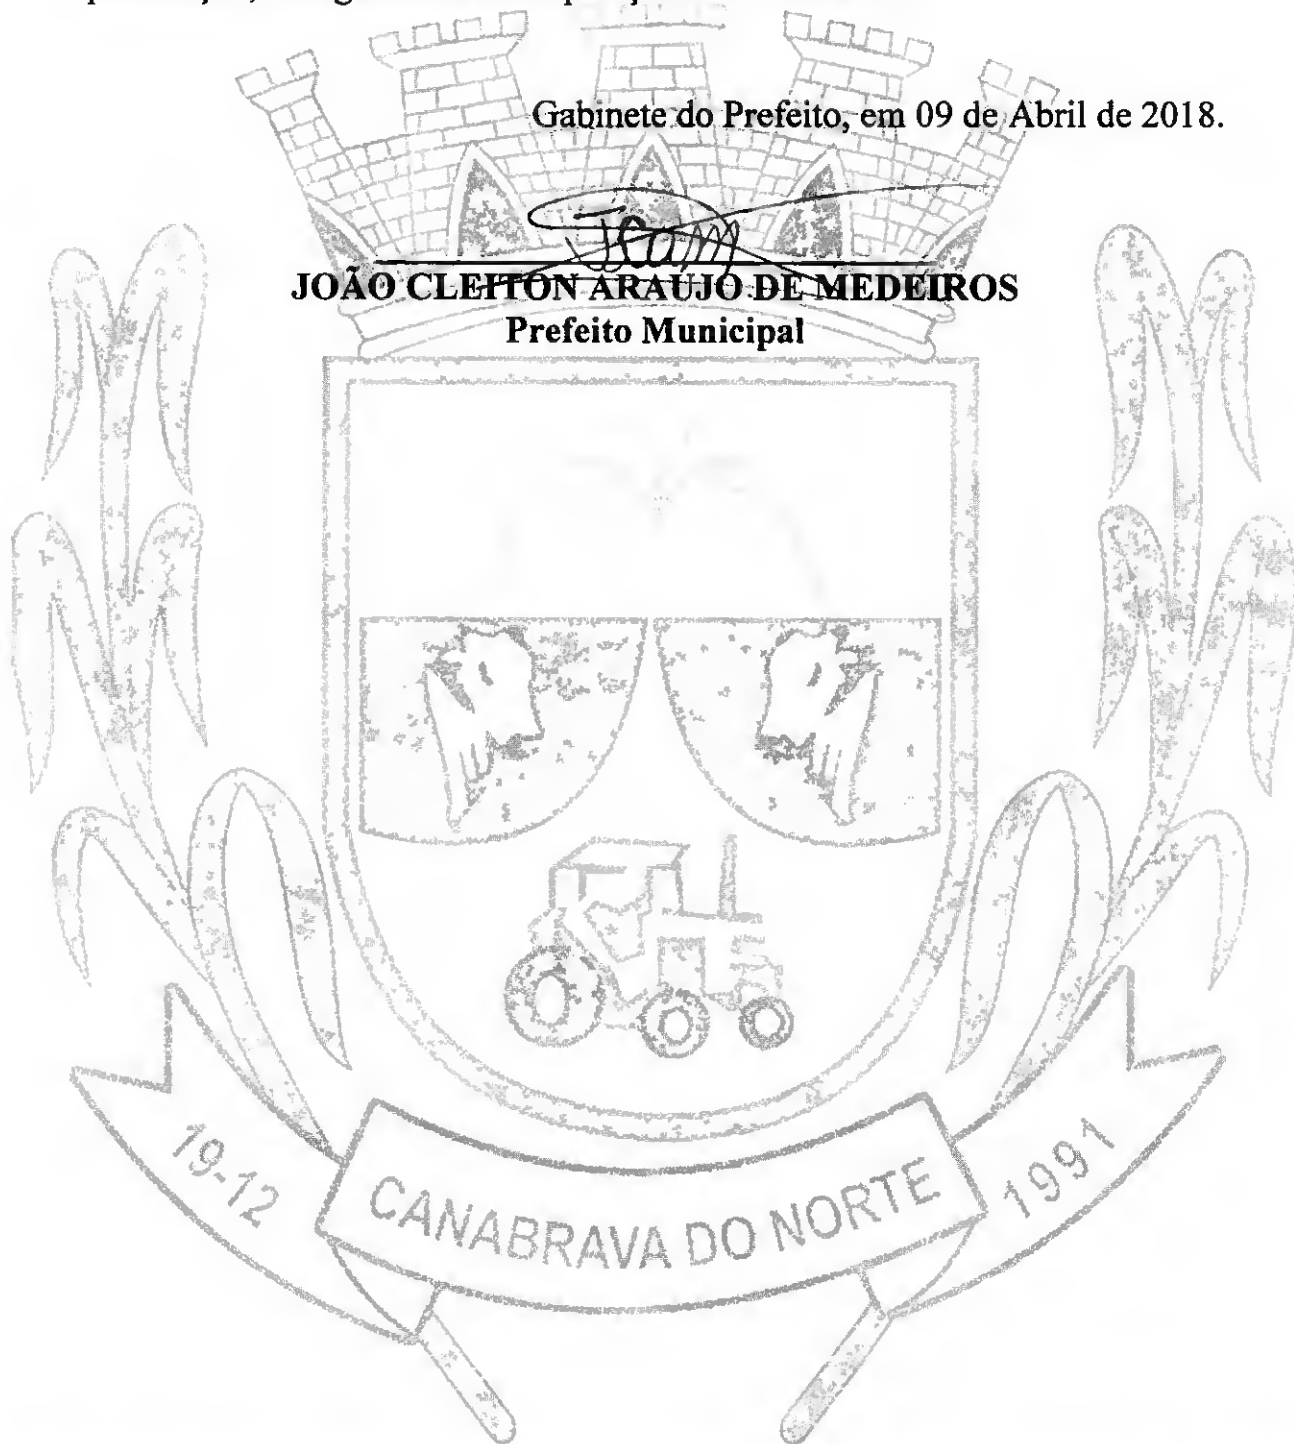 Gabinete do Prefeito, em 09 de Abril de 2018.
JOÃO CLEITON ARAUJO DE MEDEIROS
Prefeito Municipal
19-12
CANABRAVA DO NORTE
1991